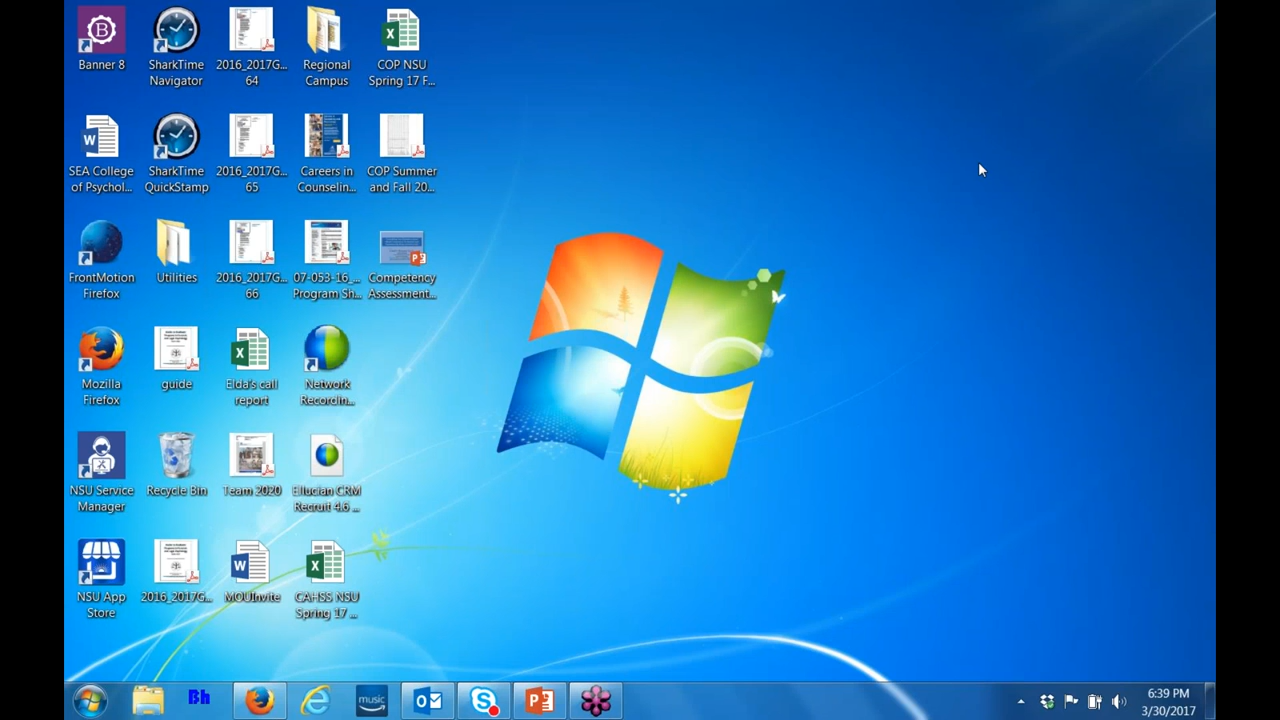 Banner 8
SharkTime
Navigator
2016_2017G...
64
Regional
Campus
COP NSU
Spring 17 F...
SEA College
of Psychol...
SharkTime
QuickStamp
2016_2017G...
65
Careers in
Counselin...
COP Summer
and Fall 20...
FrontMotion
Firefox
Utilities
2016_2017G...
66
07-053-16_...
Program Sh...
Competency
Assessment...
Mozilla
Firefox
guide
Elda's call
report
Network
Recordin...
NSU Service
Manager
Recycle Bin
Team 2020
Ellucian CRM
Recruit 4.6 ...
NSU App
Store
2016_2017G...
MOUInvite
CAHSS NSU
Spring 17 ...
Bh
music
6:39 PM
3/30/2017